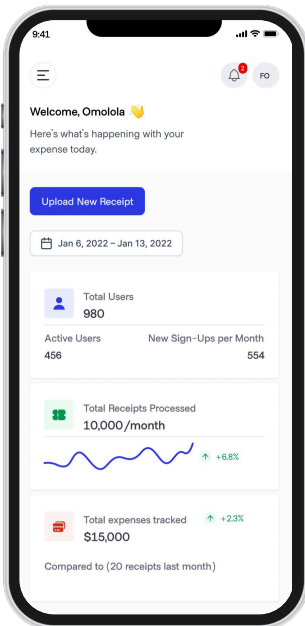 9:41
2
FO
Welcome, Omolola 👋
Here's what's happening with your
expense today.
Upload New Receipt
Jan 6, 2022 – Jan 13, 2022
Total Users
980
Active Users New Sign-Ups per Month
456 554
Total Receipts Processed
10,000/month
+6.8%
Total expenses tracked +2.3%
$15,000
Compared to (20 receipts last month)